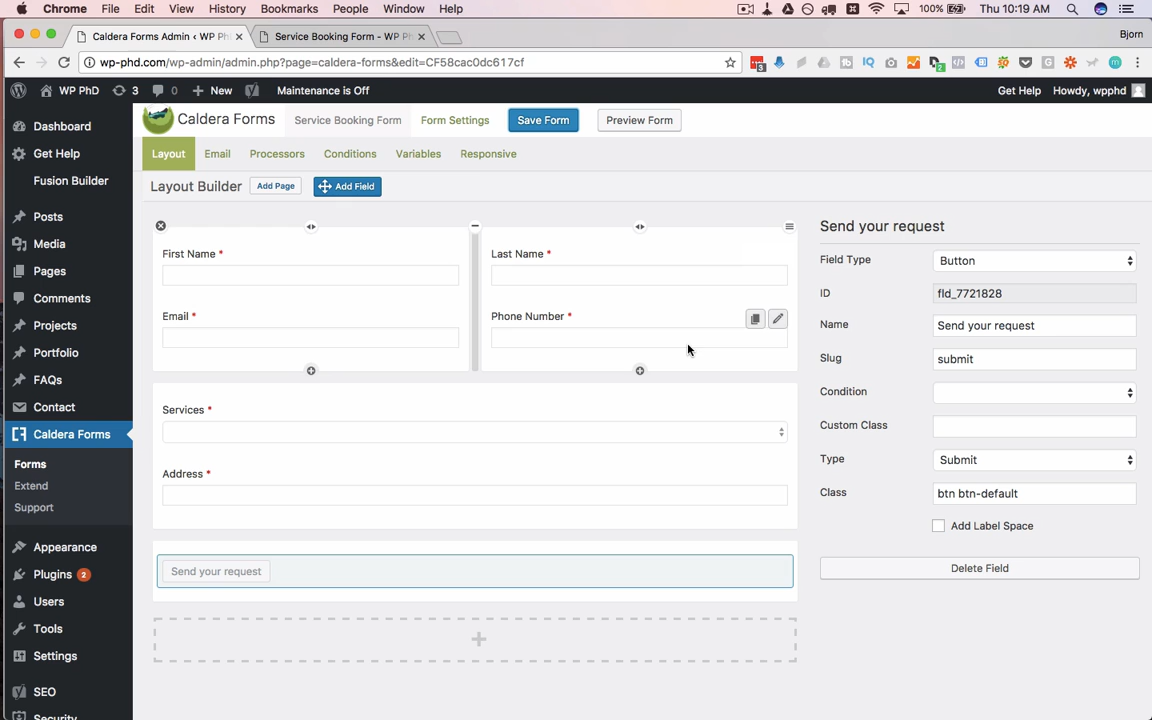 Chrome File Edit View History Bookmarks People Window Help 100% Thu 10:19 AM
Caldera Forms Admin ‹ WP Ph Service Booking Form - WP Ph Bjorn
wp-phd.com/wp-admin/admin.php?page=caldera-forms&edit=CF58cac0dc617cf 3
WP PhD 3 0 + New Maintenance is Off Get Help Howdy, wpphd
Caldera Forms Service Booking Form Form Settings Save Form Preview Form
Layout Email Processors Conditions Variables Responsive
Layout Builder Add Page Add Field
Dashboard
Get Help
Fusion Builder
Posts
Media
Pages
Comments
Projects
Portfolio
FAQs
Contact
Caldera Forms
Forms
Extend
Support
Appearance
Plugins 2
Users
Tools
Settings
SEO
Security
First Name *
Last Name *
Email *
Phone Number *
Services *
Address *
Send your request
Send your request
Field Type Button
ID fld_7721828
Name Send your request
Slug submit
Condition
Custom Class
Type Submit
Class btn btn-default
Add Label Space
Delete Field